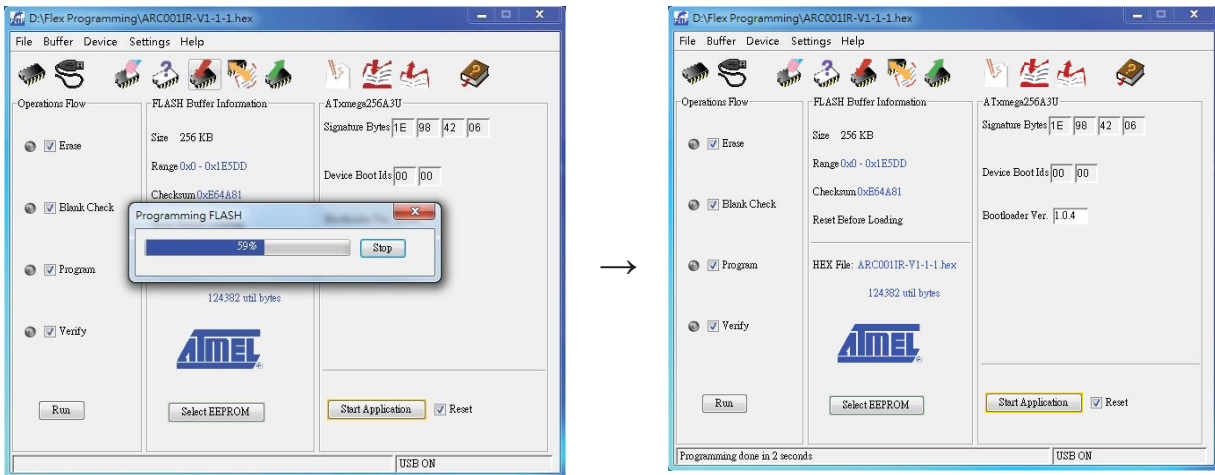 D:\Flex Programming\ARC001IR-V1-1-1.hex
File Buffer Device Settings Help
Operations Flow
Erase
Blank Check
Program
Verify
Run
FLASH Buffer Information
Size 256 KB
Range 0x0 - 0x1E5DD
Checksum 0xE64A81
124382 util bytes
ATMEL
Select EEPROM
ATxmega256A3U
Signature Bytes 1E 98 42 06
Device Boot Ids 00 00
Programming FLASH
59%
Stop
Start Application
Reset
USB ON
→
D:\Flex Programming\ARC001IR-V1-1-1.hex
File Buffer Device Settings Help
Operations Flow
Erase
Blank Check
Program
Verify
Run
FLASH Buffer Information
Size 256 KB
Range 0x0 - 0x1E5DD
Checksum 0xE64A81
Reset Before Loading
HEX File: ARC001IR-V1-1-1.hex
124382 util bytes
ATMEL
Select EEPROM
ATxmega256A3U
Signature Bytes 1E 98 42 06
Device Boot Ids 00 00
Bootloader Ver. 1.0.4
Start Application
Reset
Programming done in 2 seconds
USB ON